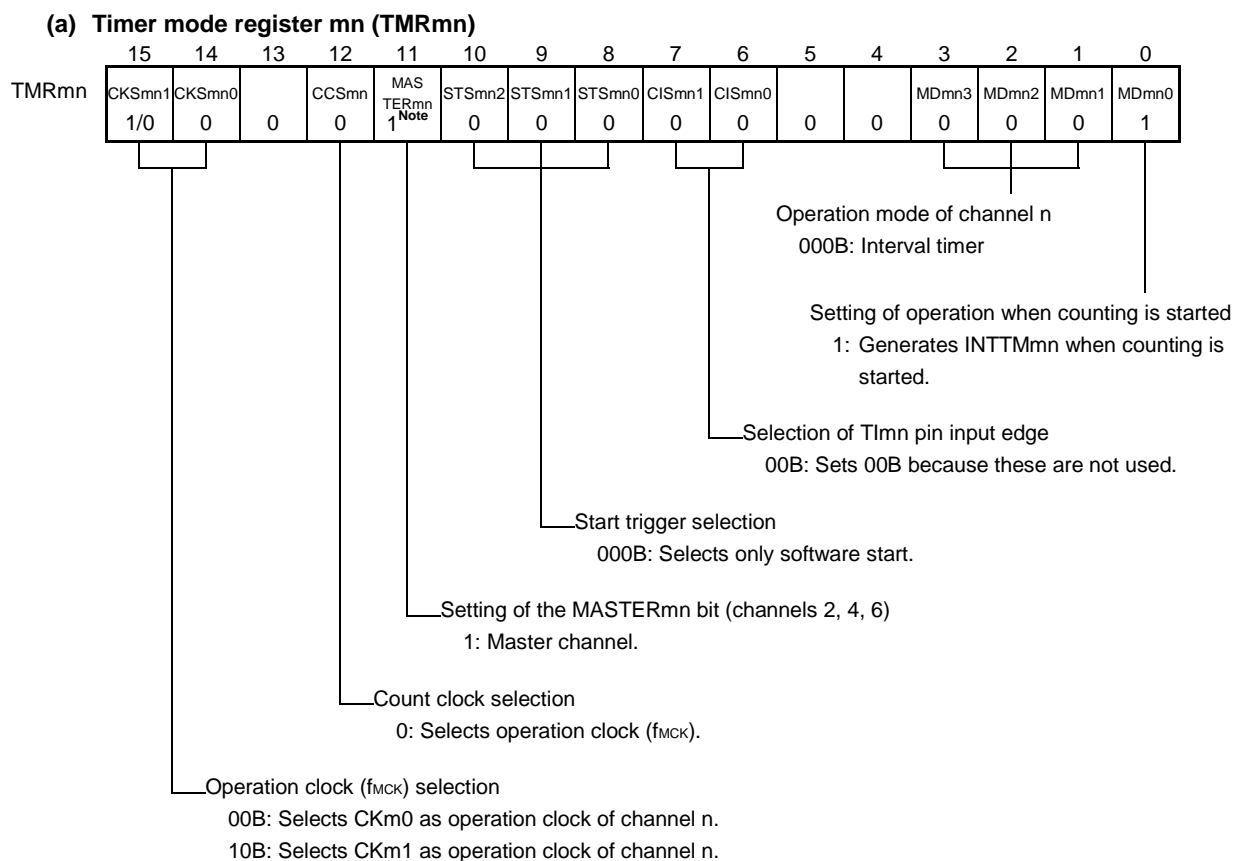 (a) Timer mode register mn (TMRmn)
15 14 13 12 11 10 9 8 7 6 5 4 3 2 1 0
TMRmn CKSmn1 CKSmn0 CCSmn MAS TERmn STSmn2 STSmn1 STSmn0 CISmn1 CISmn0 MDmn3 MDmn2 MDmn1 MDmn0
1/0 0 0 0 1Note 0 0 0 0 0 0 0 0 0 0 1
Operation mode of channel n
000B: Interval timer
Setting of operation when counting is started
1: Generates INTTMmn when counting is
started.
Selection of TImn pin input edge
00B: Sets 00B because these are not used.
Start trigger selection
000B: Selects only software start.
Setting of the MASTERmn bit (channels 2, 4, 6)
1: Master channel.
Count clock selection
0: Selects operation clock (fMCK).
Operation clock (fMCK) selection
00B: Selects CKm0 as operation clock of channel n.
10B: Selects CKm1 as operation clock of channel n.